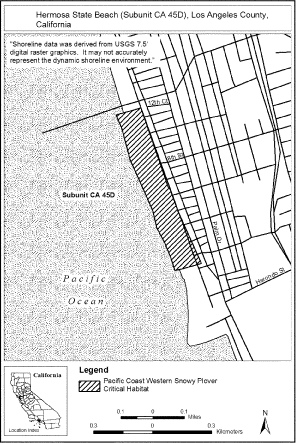 Hermosa State Beach (Subunit CA 45D), Los Angeles County,
California
"Shoreline data was derived from USGS 7.5'
digital raster graphics. It may not accurately
represent the dynamic shoreline environment."
12th Ct
8th St
Subunit CA 45D
Palm Dr
Herondo St
Pacific
Ocean
California
Location Index
Legend
Pacific Coast Western Snowy Plover
Critical Habitat
0.1 0 0.1
Miles
0.3 0 0.3
Kilometers
N